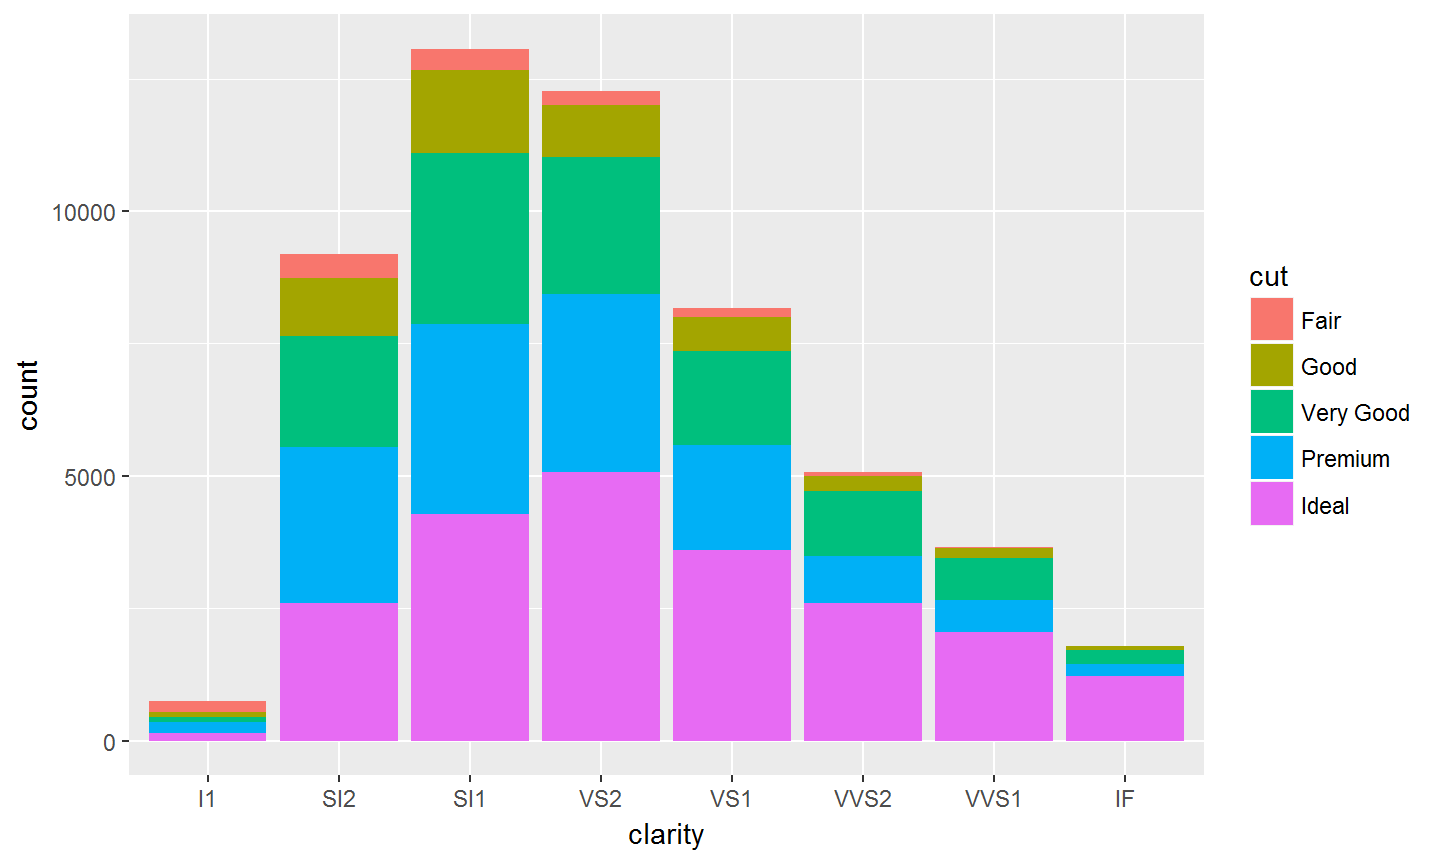 count
10000
5000
0
I1 SI2 SI1 VS2 VS1 VVS2 VVS1 IF
clarity
cut
Fair
Good
Very Good
Premium
Ideal